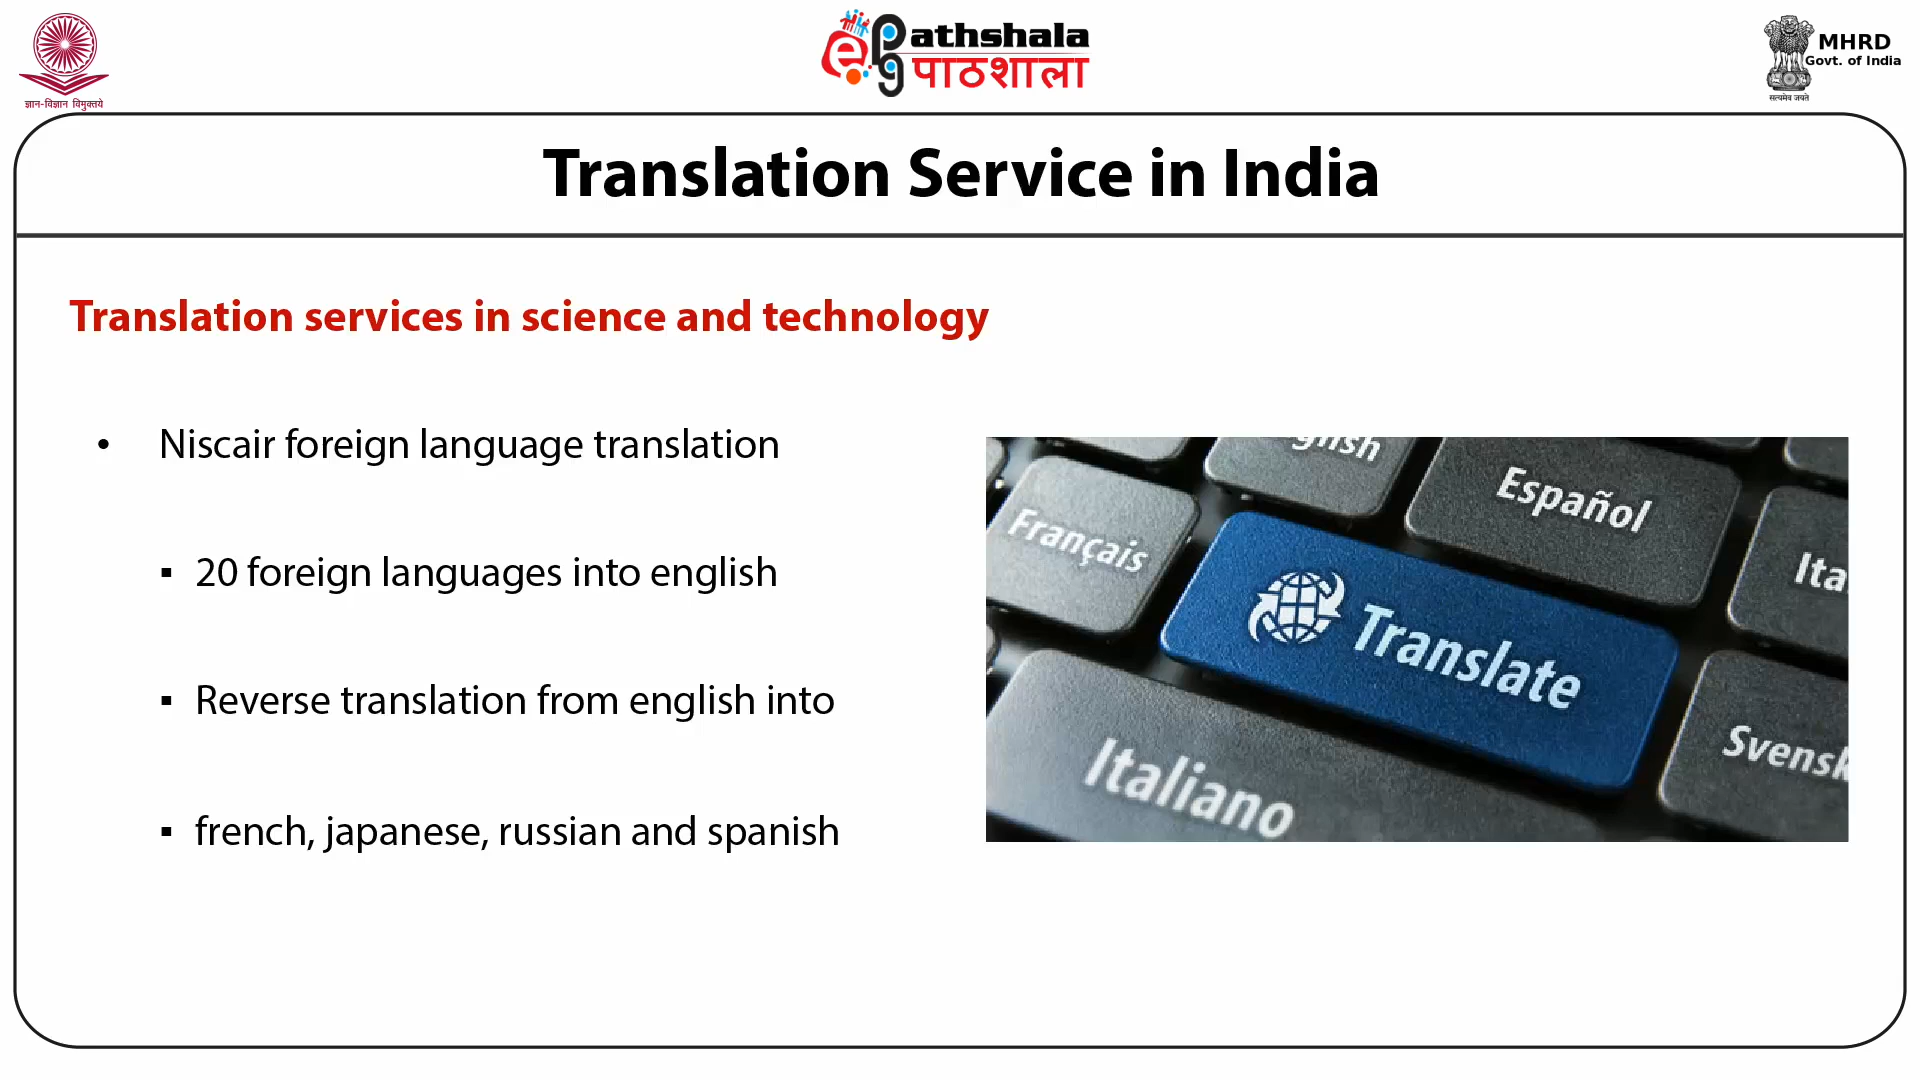 ज्ञान-विज्ञान विमुक्तये
ePathshala
पाठशाला
MHRD
Govt. of India
सत्यमेव जयते
Translation Service in India
Translation services in science and technology
• Niscair foreign language translation
▪ 20 foreign languages into english
▪ Reverse translation from english into
▪ french, japanese, russian and spanish
glish
Español
Français
Ita
Translate
Svensk
Italiano